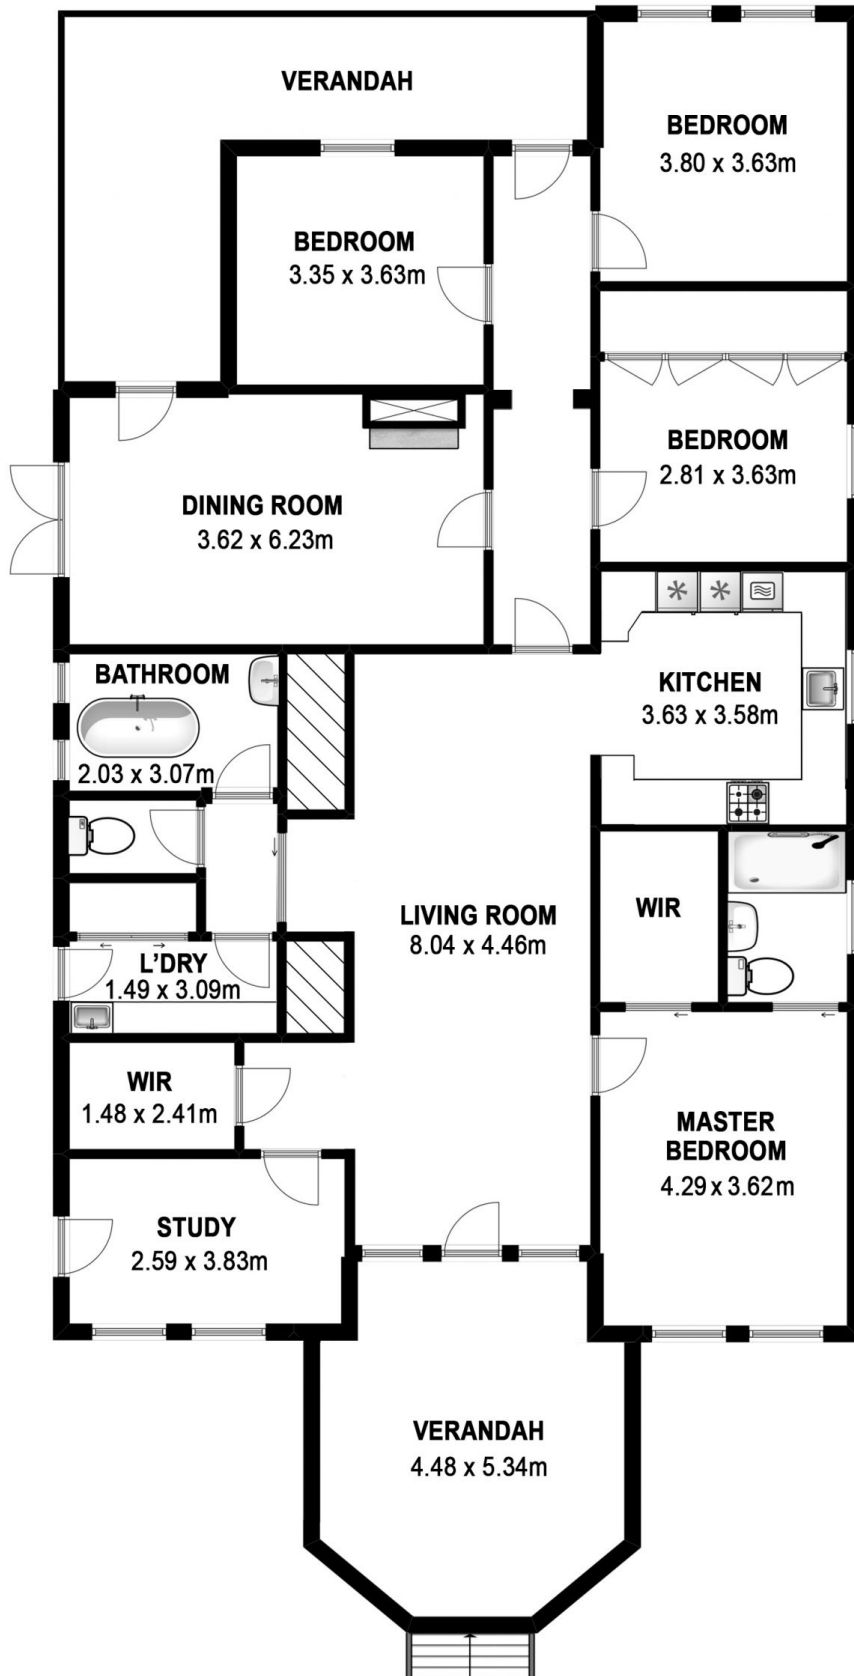 VERANDAH
BEDROOM
3.80 x 3.63m
BEDROOM
3.35 x 3.63m
BEDROOM
2.81 x 3.63m
DINING ROOM
3.62 x 6.23m
BATHROOM
2.03 x 3.07m
KITCHEN
3.63 x 3.58m
LIVING ROOM
8.04 x 4.46m
WIR
L'DRY
1.49 x 3.09m
WIR
1.48 x 2.41m
MASTER
BEDROOM
4.29 x 3.62m
STUDY
2.59 x 3.83m
VERANDAH
4.48 x 5.34m